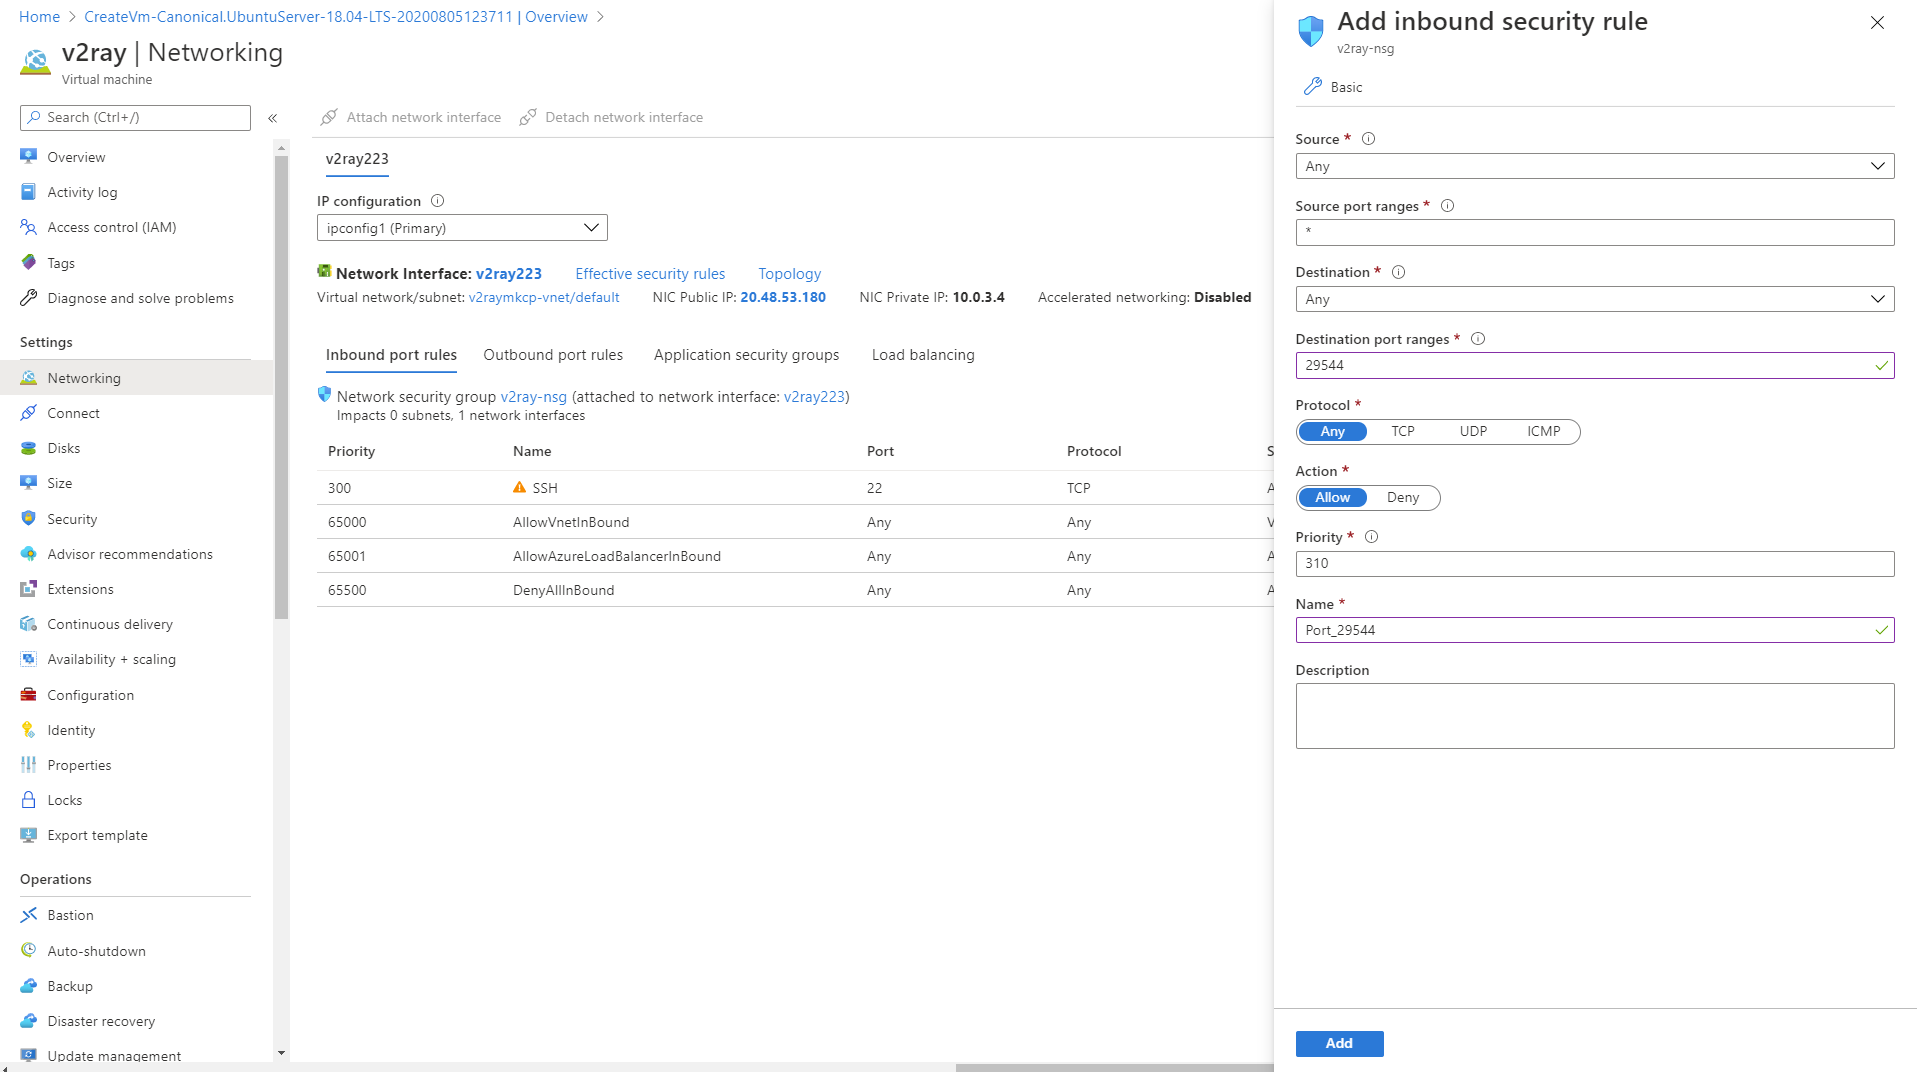 Home > CreateVm-Canonical.UbuntuServer-18.04-LTS-20200805123711 | Overview >
v2ray | Networking
Virtual machine
Search (Ctrl+/)
«
Overview
Activity log
Access control (IAM)
Tags
Diagnose and solve problems
Settings
Networking
Connect
Disks
Size
Security
Advisor recommendations
Extensions
Continuous delivery
Availability + scaling
Configuration
Identity
Properties
Locks
Export template
Operations
Bastion
Auto-shutdown
Backup
Disaster recovery
Update management
Attach network interface Detach network interface
v2ray223
IP configuration
ipconfig1 (Primary)
Network Interface: v2ray223 Effective security rules Topology
Virtual network/subnet: v2raymkcp-vnet/default NIC Public IP: 20.48.53.180 NIC Private IP: 10.0.3.4 Accelerated networking: Disabled
Inbound port rules Outbound port rules Application security groups Load balancing
Network security group v2ray-nsg (attached to network interface: v2ray223)
Impacts 0 subnets, 1 network interfaces
Priority Name Port Protocol S
300 SSH 22 TCP A
65000 AllowVnetInBound Any Any V
65001 AllowAzureLoadBalancerInBound Any Any A
65500 DenyAllInBound Any Any A
Add inbound security rule
v2ray-nsg
Basic
Source *
Any
Source port ranges *
*
Destination *
Any
Destination port ranges *
29544
Protocol *
Any TCP UDP ICMP
Action *
Allow Deny
Priority *
310
Name *
Port_29544
Description
Add